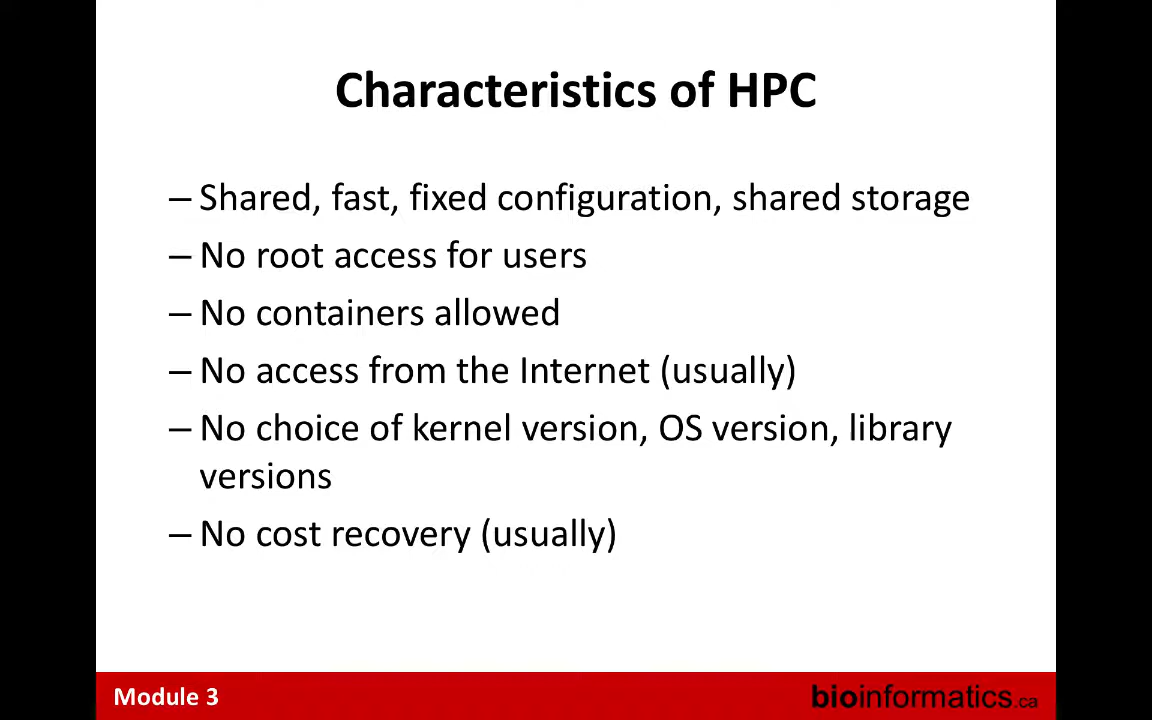 Characteristics of HPC
– Shared, fast, fixed configuration, shared storage
– No root access for users
– No containers allowed
– No access from the Internet (usually)
– No choice of kernel version, OS version, library
versions
– No cost recovery (usually)
Module 3
bioinformatics.ca